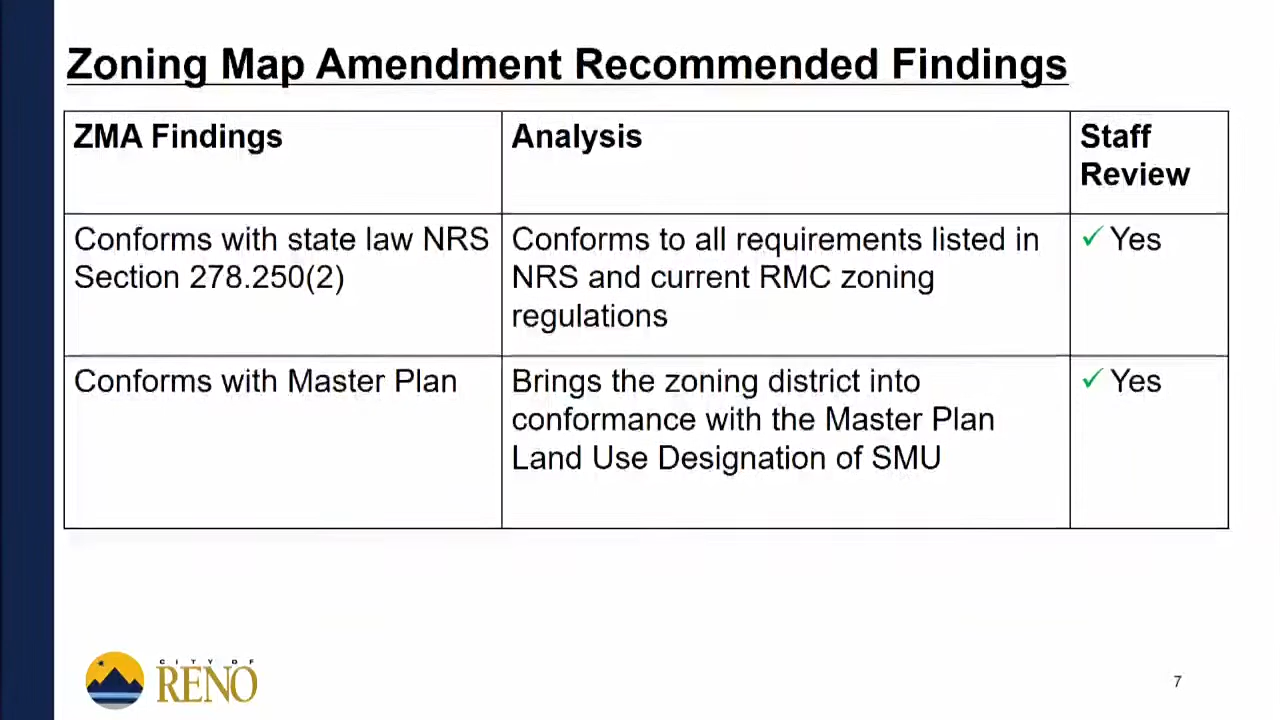 Zoning Map Amendment Recommended Findings
ZMA Findings
Analysis
Staff
Review
Conforms with state law NRS
Section 278.250(2)
Conforms to all requirements listed in
NRS and current RMC zoning
regulations
✓ Yes
Conforms with Master Plan
Brings the zoning district into
conformance with the Master Plan
Land Use Designation of SMU
✓ Yes
CITY OF
RENO
7